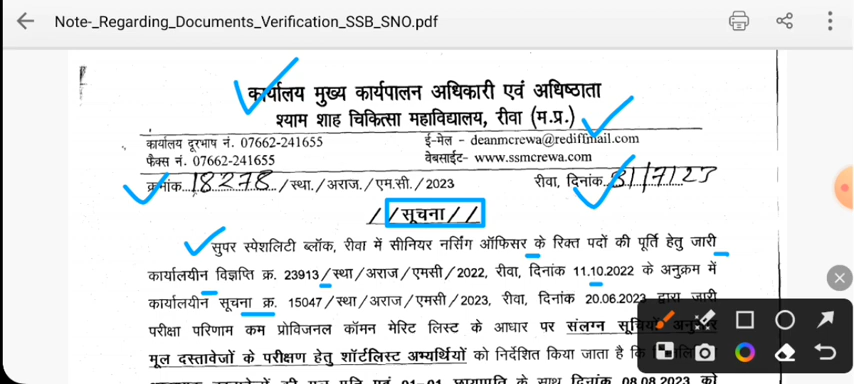 Note-_Regarding_Documents_Verification_SSB_SNO.pdf
कार्यालय मुख्य कार्यपालन अधिकारी एवं अधिष्ठाता
श्याम शाह चिकित्सा महाविद्यालय, रीवा (म.प्र.)
कार्यालय दूरभाष नं. 07662-241655 ई-मेल - deanmcrewa@rediffmail.com
फैक्स नं. 07662-241655 वेबसाईट- www.ssmcrewa.com
क्रमांक 18278 /स्था./अराज./एम.सी./2023 रीवा, दिनांक 31/7/23
//सूचना//
सुपर स्पेशलिटी ब्लॉक, रीवा में सीनियर नर्सिंग ऑफिसर के रिक्त पदों की पूर्ति हेतु जारी
कार्यालयीन विज्ञप्ति क्र. 23913/स्था/अराज/एमसी/2022, रीवा, दिनांक 11.10.2022 के अनुक्रम में
कार्यालयीन सूचना क्र. 15047/स्था/अराज/एमसी/2023, रीवा, दिनांक 20.06.2023 द्वारा जारी
परीक्षा परिणाम कम प्रोविजनल कॉमन मेरिट लिस्ट के आधार पर संलग्न
मूल दस्तावेजों के परीक्षण हेतु शॉर्टलिस्ट अभ्यर्थियों को निर्देशित किया जाता है
08.08.2023 को